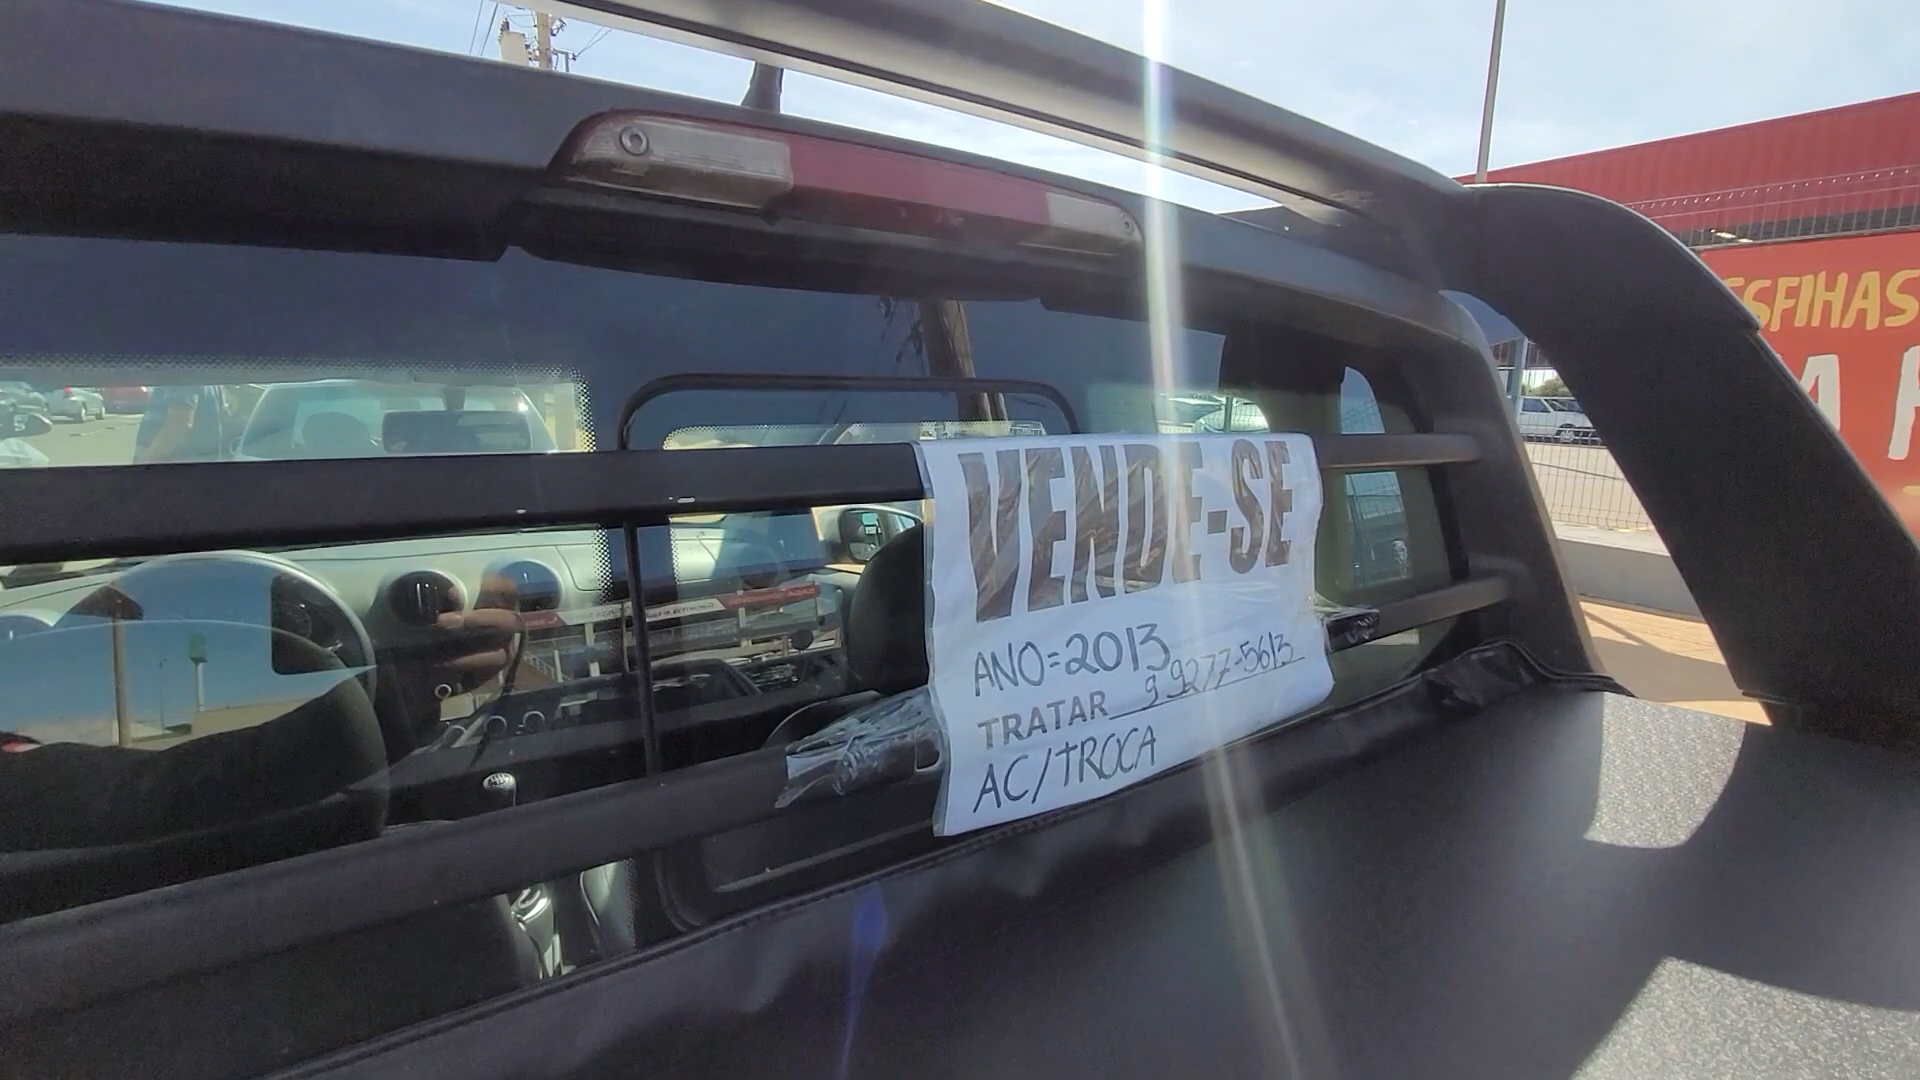 VENDE-SE
ANO=2013
TRATAR 9 9277-5613
AC/TROCA
ESFIHAS